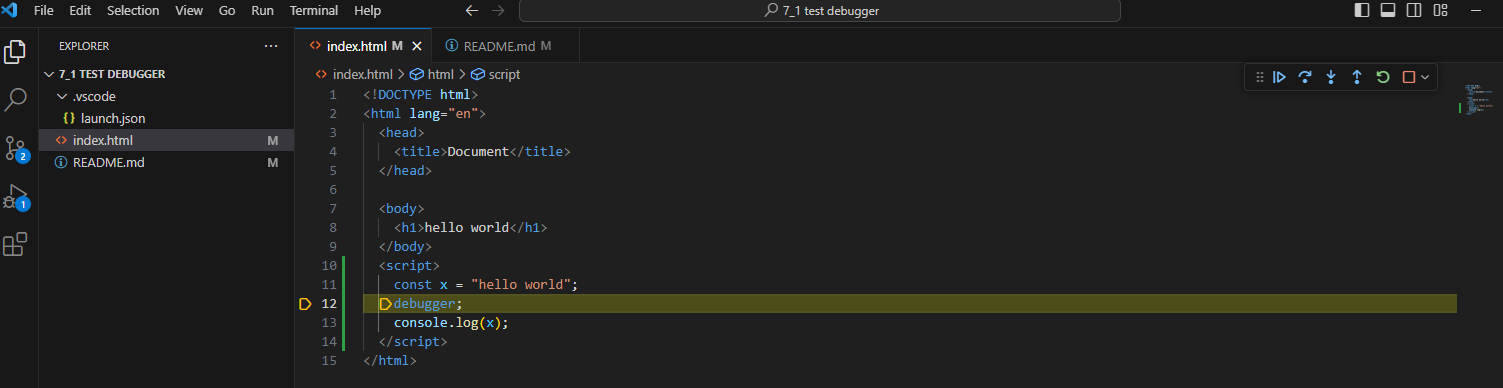 File Edit Selection View Go Run Terminal Help 7_1 test debugger
EXPLORER ···
7_1 TEST DEBUGGER
.vscode
{} launch.json
<> index.html M
README.md M
2
1
<> index.html M × README.md M
<> index.html > html > script
1 <!DOCTYPE html>
2 <html lang="en">
3 <head>
4 <title>Document</title>
5 </head>
6
7 <body>
8 <h1>hello world</h1>
9 </body>
10 <script>
11 const x = "hello world";
12 debugger;
13 console.log(x);
14 </script>
15 </html>